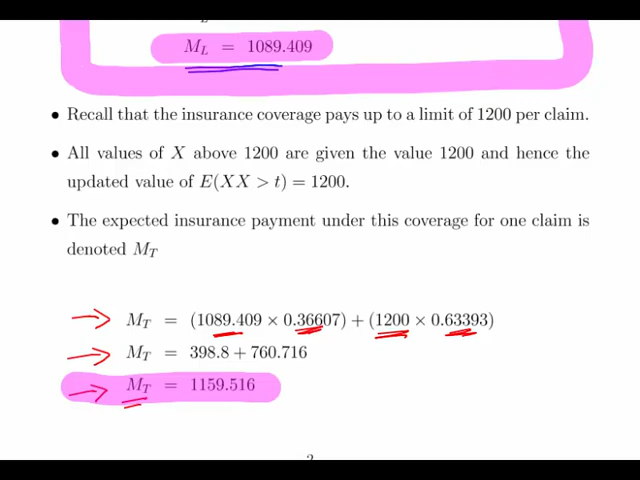 M_L = 1089.409
• Recall that the insurance coverage pays up to a limit of 1200 per claim.
• All values of X above 1200 are given the value 1200 and hence the
updated value of E(XX > t) = 1200.
• The expected insurance payment under this coverage for one claim is
denoted M_T
M_T = (1089.409 × 0.36607) + (1200 × 0.63393)
M_T = 398.8 + 760.716
M_T = 1159.516